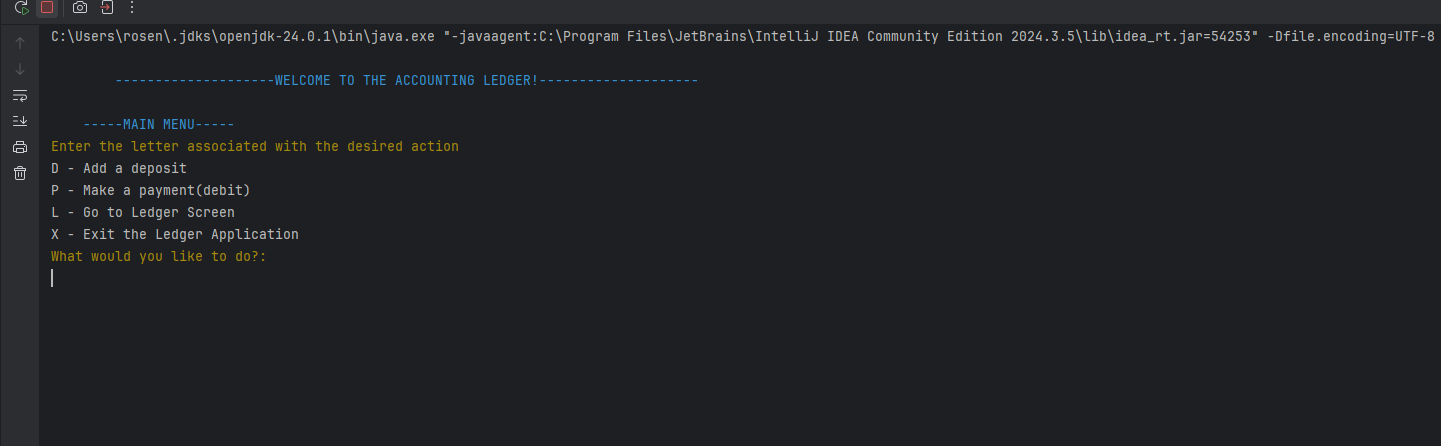 C:\Users\rosen\.jdks\openjdk-24.0.1\bin\java.exe "-javaagent:C:\Program Files\JetBrains\IntelliJ IDEA Community Edition 2024.3.5\lib\idea_rt.jar=54253" -Dfile.encoding=UTF-8
--------------------WELCOME TO THE ACCOUNTING LEDGER!--------------------
-----MAIN MENU-----
Enter the letter associated with the desired action
D - Add a deposit
P - Make a payment(debit)
L - Go to Ledger Screen
X - Exit the Ledger Application
What would you like to do?: